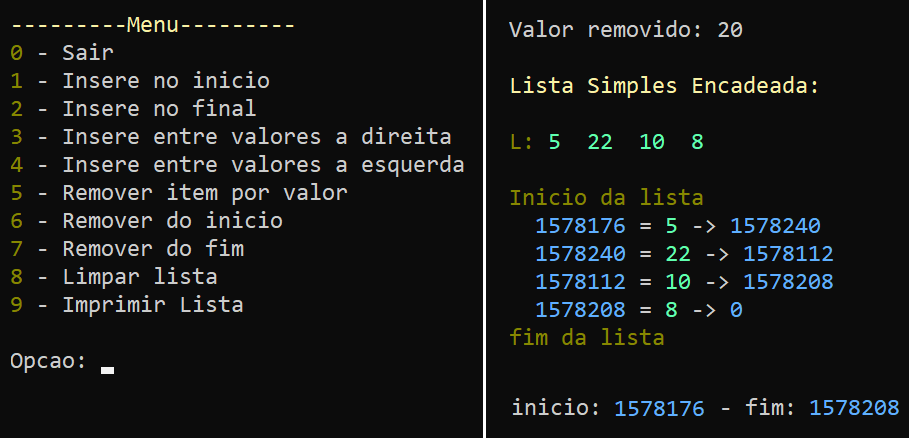 ---------Menu---------
0 - Sair
1 - Insere no inicio
2 - Insere no final
3 - Insere entre valores a direita
4 - Insere entre valores a esquerda
5 - Remover item por valor
6 - Remover do inicio
7 - Remover do fim
8 - Limpar lista
9 - Imprimir Lista
Opcao:
Valor removido: 20
Lista Simples Encadeada:
L: 5 22 10 8
Inicio da lista
1578176 = 5 -> 1578240
1578240 = 22 -> 1578112
1578112 = 10 -> 1578208
1578208 = 8 -> 0
fim da lista
inicio: 1578176 - fim: 1578208